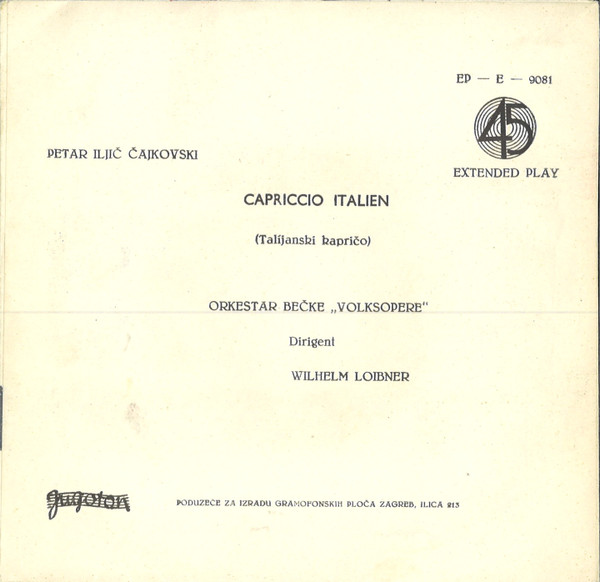 EP — E — 9081
45
EXTENDED PLAY
PETAR ILJIČ ČAJKOVSKI
CAPRICCIO ITALIEN
(Talijanski kapričo)
ORKESTAR BEČKE „VOLKSOPERE"
Dirigent
WILHELM LOIBNER
jugoton
PODUZEĆE ZA IZRADU GRAMOFONSKIH PLOČA ZAGREB, ILICA 213